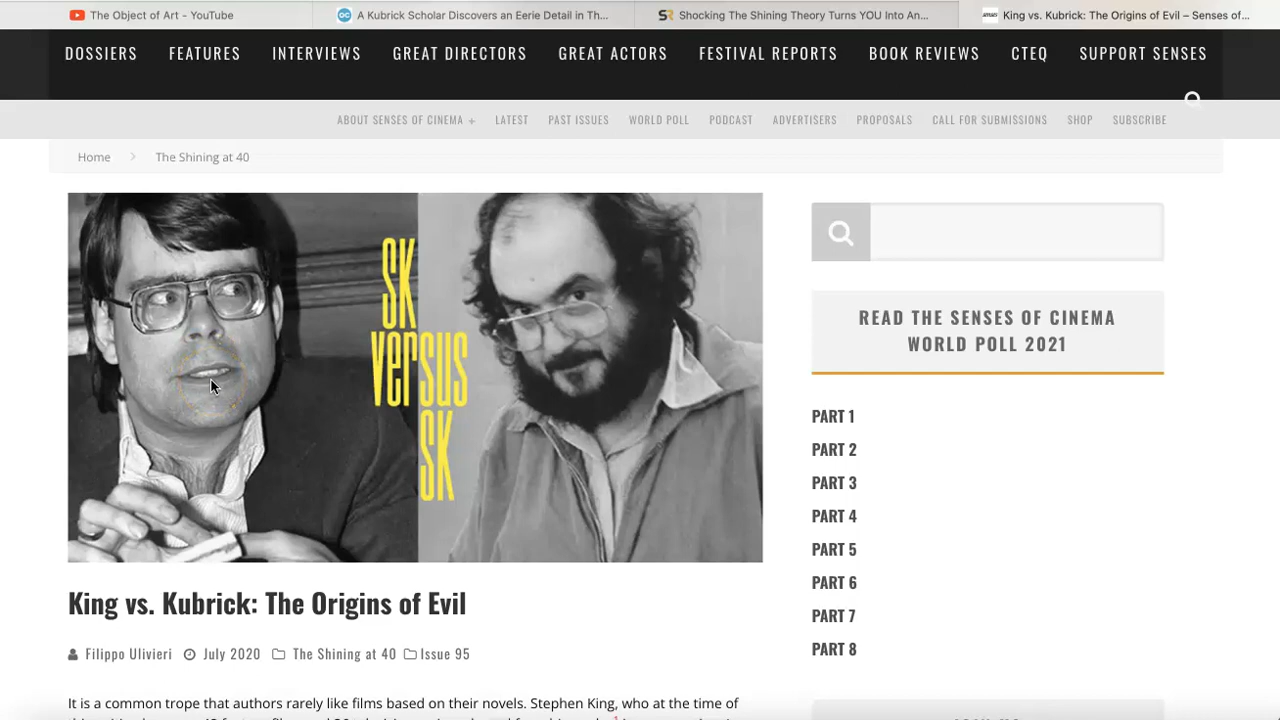 The Object of Art - YouTube
A Kubrick Scholar Discovers an Eerie Detail in Th...
Shocking The Shining Theory Turns YOU Into An...
King vs. Kubrick: The Origins of Evil – Senses of...
DOSSIERS FEATURES INTERVIEWS GREAT DIRECTORS GREAT ACTORS FESTIVAL REPORTS BOOK REVIEWS CTEQ SUPPORT SENSES
ABOUT SENSES OF CINEMA + LATEST PAST ISSUES WORLD POLL PODCAST ADVERTISERS PROPOSALS CALL FOR SUBMISSIONS SHOP SUBSCRIBE
Home > The Shining at 40
SK
versus
SK
King vs. Kubrick: The Origins of Evil
Filippo Ulivieri July 2020 The Shining at 40 Issue 95
It is a common trope that authors rarely like films based on their novels. Stephen King, who at the time of
READ THE SENSES OF CINEMA
WORLD POLL 2021
PART 1
PART 2
PART 3
PART 4
PART 5
PART 6
PART 7
PART 8